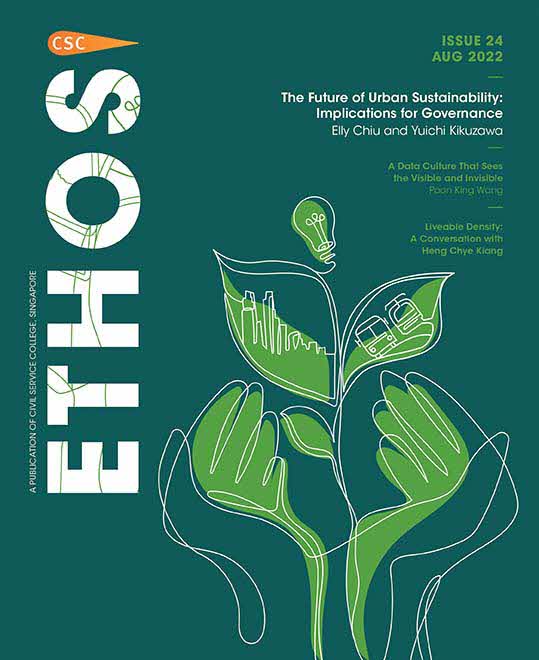 CSC
ETHOS
A PUBLICATION OF CIVIL SERVICE COLLEGE, SINGAPORE
ISSUE 24
AUG 2022
The Future of Urban Sustainability:
Implications for Governance
Elly Chiu and Yuichi Kikuzawa
A Data Culture That Sees
the Visible and Invisible
Poon King Wang
Liveable Density:
A Conversation with
Heng Chye Kiang